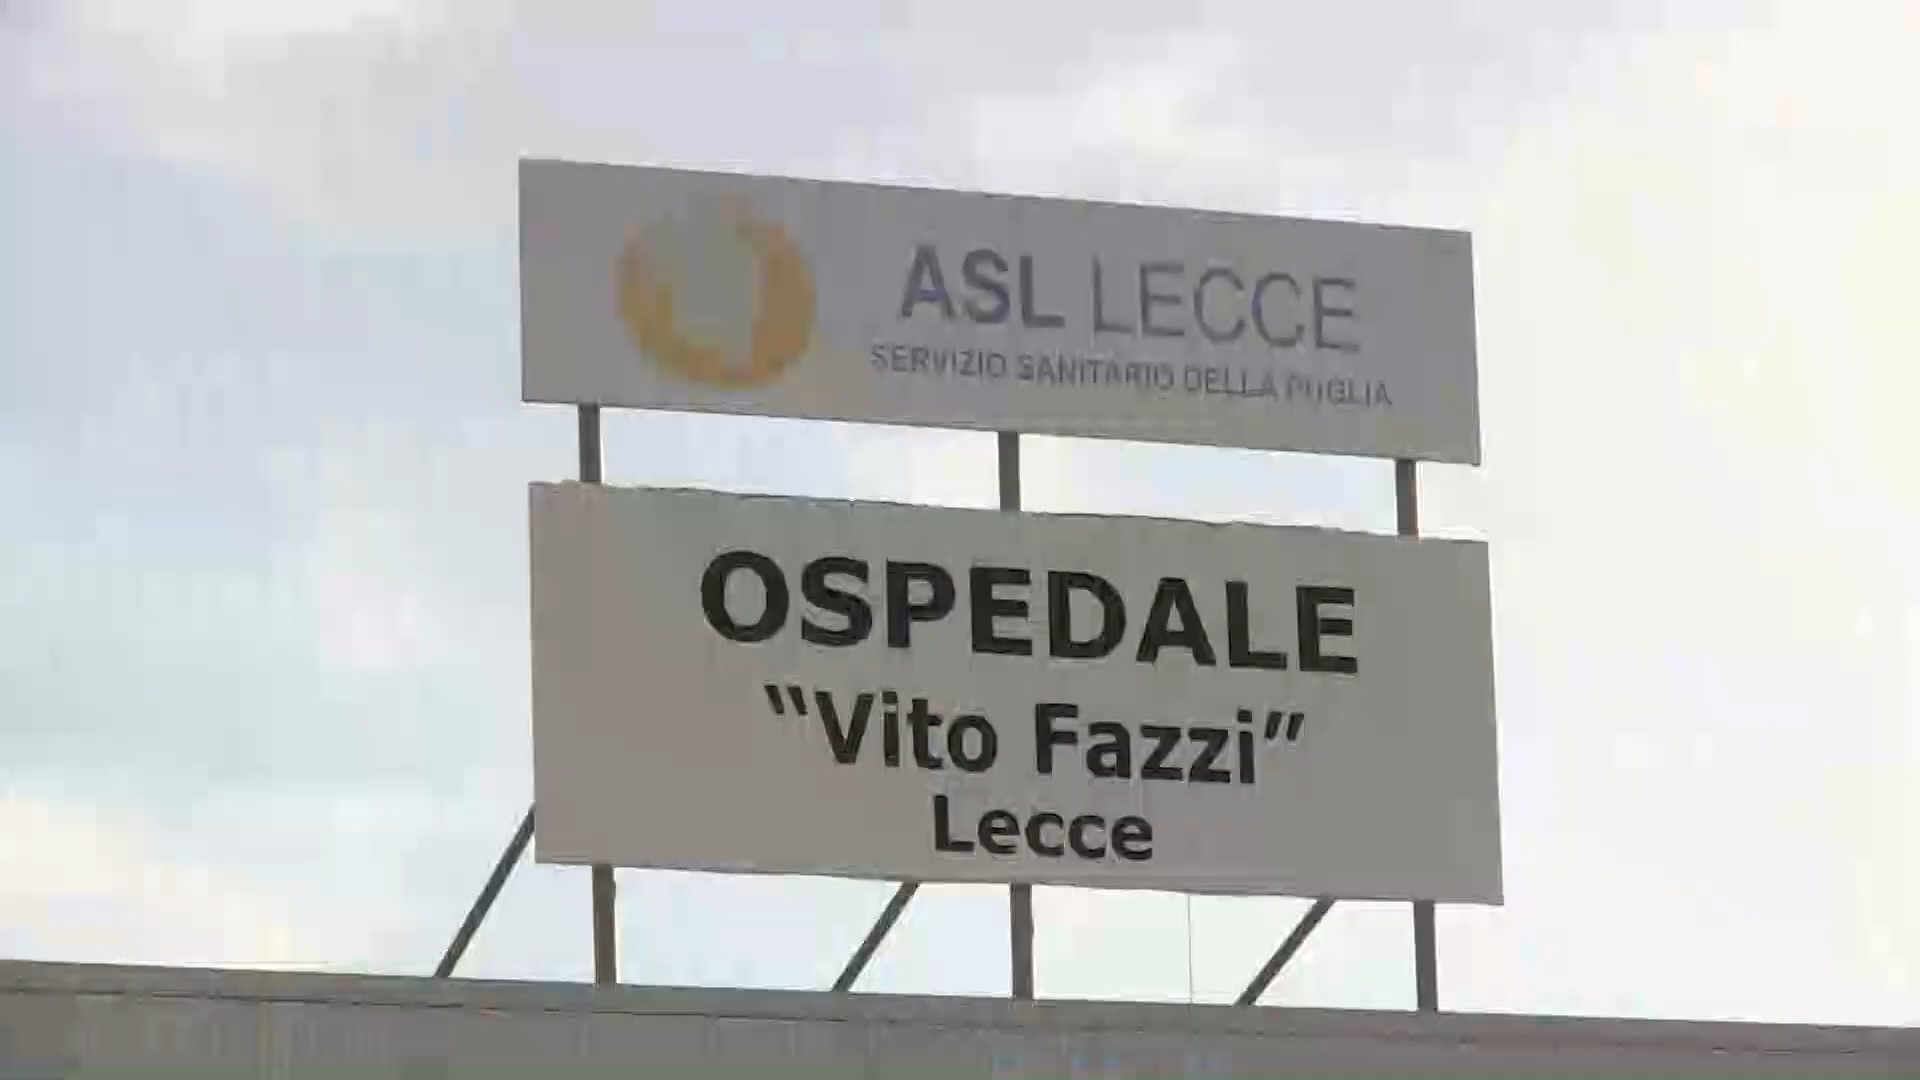 ASL LECCE
SERVIZIO SANITARIO DELLA PUGLIA
OSPEDALE
“Vito Fazzi”
Lecce